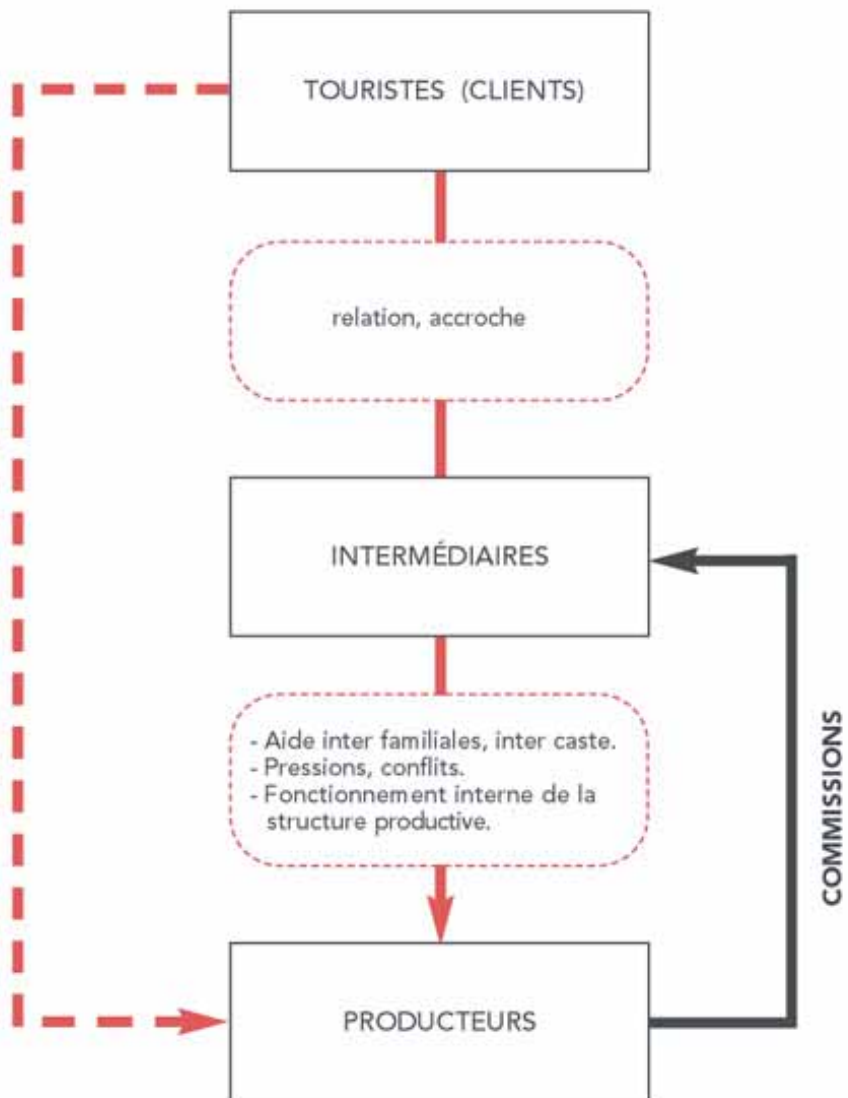 TOURISTES (CLIENTS)
relation, accroche
INTERMÉDIAIRES
- Aide inter familiales, inter caste.
- Pressions, conflits.
- Fonctionnement interne de la
structure productive.
COMMISSIONS
PRODUCTEURS